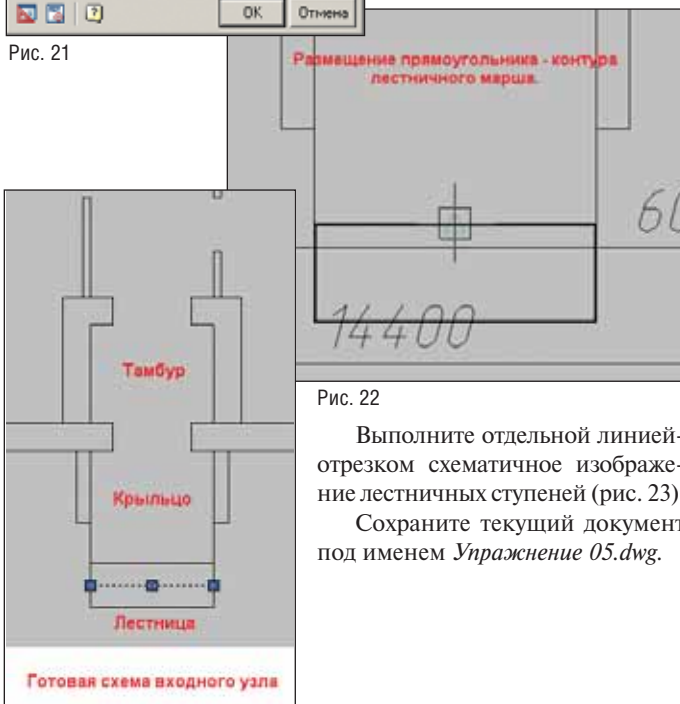 OK Отмена
Рис. 21
Размещение прямоугольника - контура
лестничного марша.
14400
Рис. 22
Выполните отдельной линией-
отрезком схематичное изображе-
ние лестничных ступеней (рис. 23)
Сохраните текущий документ
под именем Упражнение 05.dwg.
Тамбур
Крыльцо
Лестница
Готовая схема входного узла